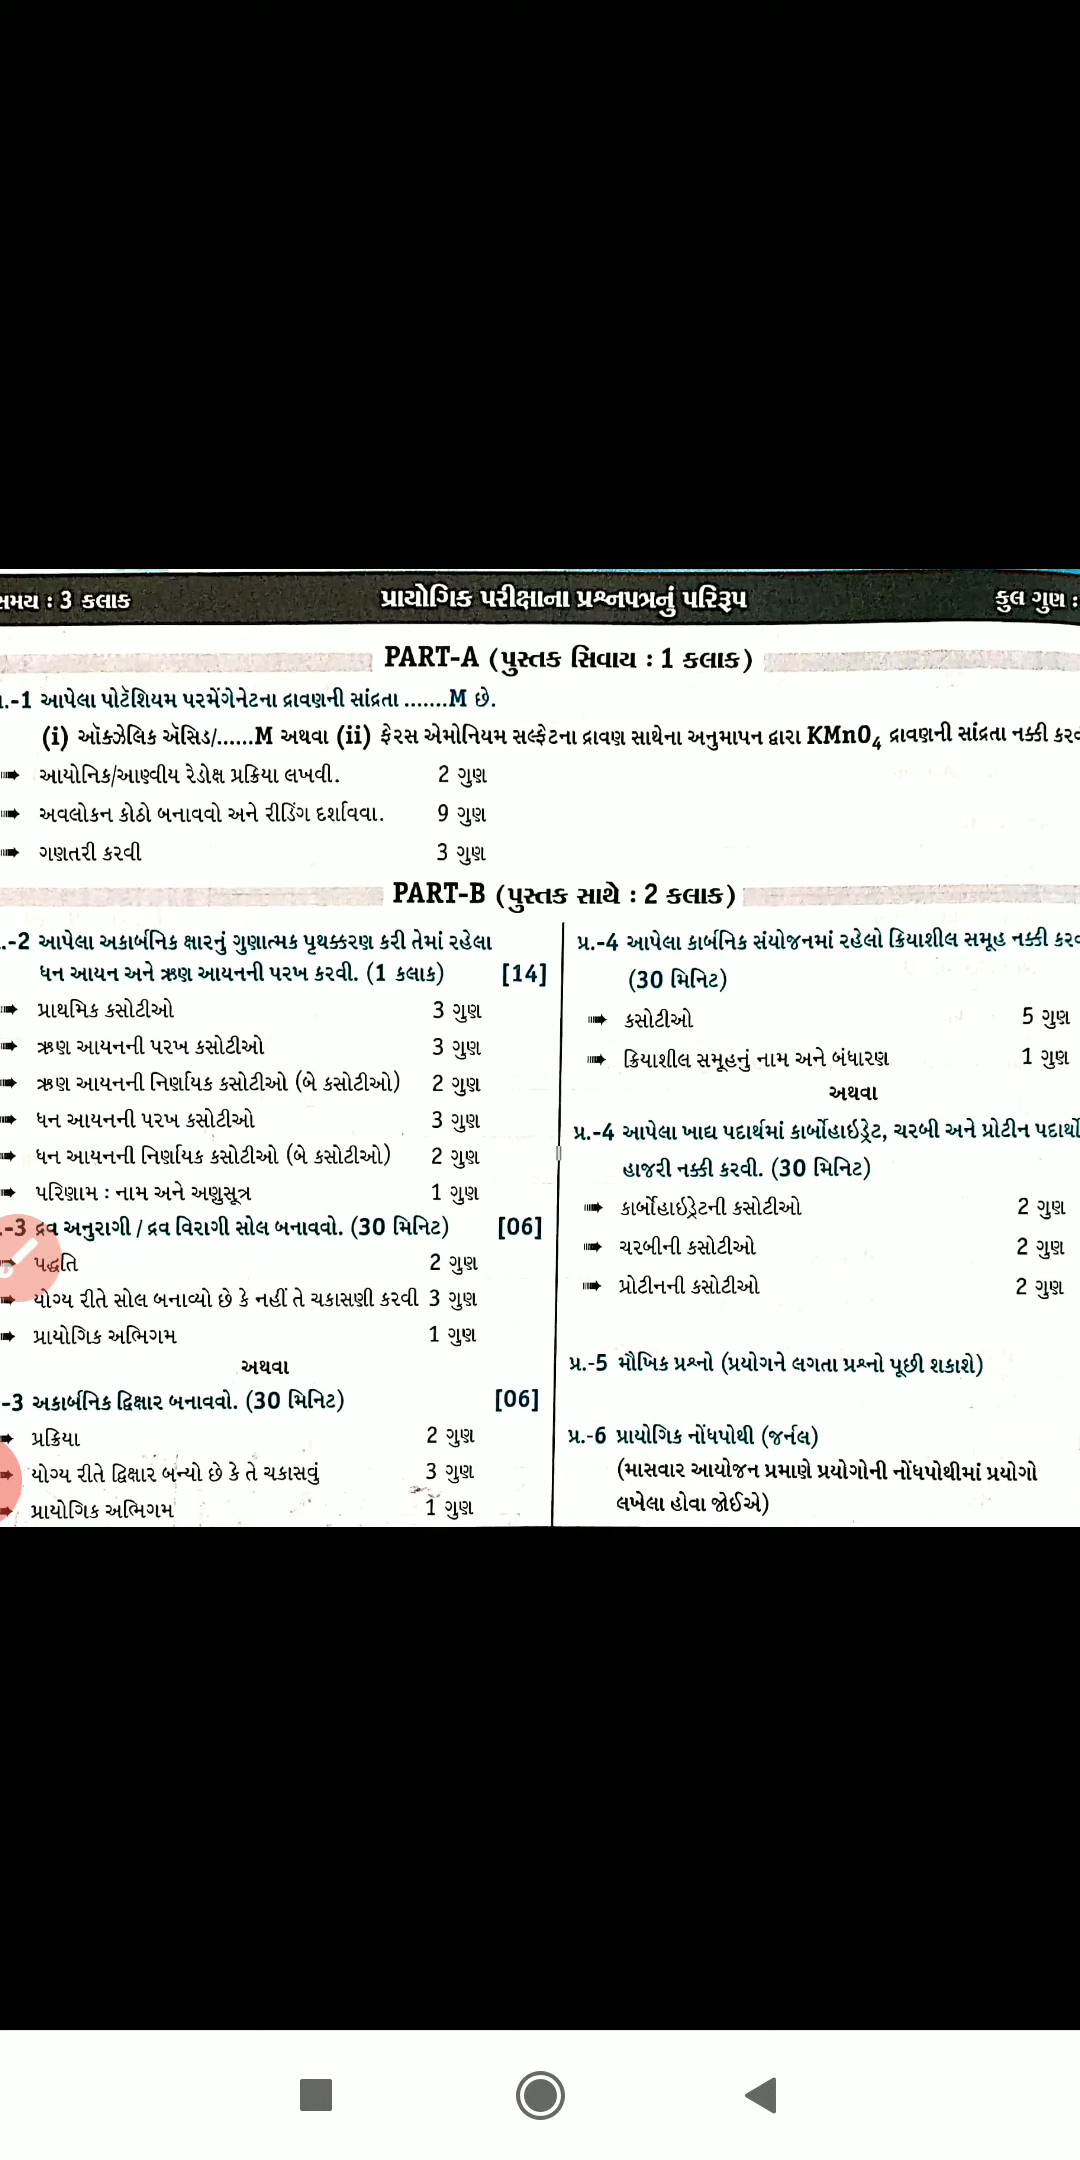 સમય : 3 કલાક પ્રાયોગિક પરીક્ષાના પ્રશ્નપત્રનું પરિરૂપ કુલ ગુણ :
PART-A (પુસ્તક સિવાય : 1 કલાક)
.-1 આપેલા પોટૅશિયમ પરમેંગેનેટના દ્રાવણની સાંદ્રતા .......M છે.
(i) ઑક્ઝેલિક ઍસિડ/......M અથવા (ii) ફેરસ એમોનિયમ સલ્ફેટના દ્રાવણ સાથેના અનુમાપન દ્વારા KMnO₄ દ્રાવણની સાંદ્રતા નક્કી
➠ આયોનિક/આણ્વીય રેડોક્ષ પ્રક્રિયા લખવી. 2 ગુણ
➠ અવલોકન કોઠો બનાવવો અને રીડિંગ દર્શાવવા. 9 ગુણ
➠ ગણતરી કરવી 3 ગુણ
PART-B (પુસ્તક સાથે : 2 કલાક)
.-2 આપેલા અકાર્બનિક ક્ષારનું ગુણાત્મક પૃથક્કરણ કરી તેમાં રહેલા
ધન આયન અને ઋણ આયનની પરખ કરવી. (1 કલાક) [14]
➠ પ્રાથમિક કસોટીઓ 3 ગુણ
➠ ઋણ આયનની પરખ કસોટીઓ 3 ગુણ
➠ ઋણ આયનની નિર્ણાયક કસોટીઓ (બે કસોટીઓ) 2 ગુણ
➠ ધન આયનની પરખ કસોટીઓ 3 ગુણ
➠ ધન આયનની નિર્ણાયક કસોટીઓ (બે કસોટીઓ) 2 ગુણ
➠ પરિણામ : નામ અને અણુસૂત્ર 1 ગુણ
.-3 દ્રવ અનુરાગી / દ્રવ વિરાગી સોલ બનાવવો. (30 મિનિટ) [06]
➠ પદ્ધતિ 2 ગુણ
➠ યોગ્ય રીતે સોલ બનાવ્યો છે કે નહીં તે ચકાસણી કરવી 3 ગુણ
➠ પ્રાયોગિક અભિગમ 1 ગુણ
અથવા
-3 અકાર્બનિક દ્વિક્ષાર બનાવવો. (30 મિનિટ) [06]
➠ પ્રક્રિયા 2 ગુણ
➠ યોગ્ય રીતે દ્વિક્ષાર બન્યો છે કે તે ચકાસવું 3 ગુણ
➠ પ્રાયોગિક અભિગમ 1 ગુણ
પ્ર.-4 આપેલા કાર્બનિક સંયોજનમાં રહેલો ક્રિયાશીલ સમૂહ નક્કી
(30 મિનિટ)
➠ કસોટીઓ 5 ગુણ
➠ ક્રિયાશીલ સમૂહનું નામ અને બંધારણ 1 ગુણ
અથવા
પ્ર.-4 આપેલા ખાદ્ય પદાર્થમાં કાર્બોહાઇડ્રેટ, ચરબી અને પ્રોટીન પદાર્થો
હાજરી નક્કી કરવી. (30 મિનિટ)
➠ કાર્બોહાઇડ્રેટની કસોટીઓ 2 ગુણ
➠ ચરબીની કસોટીઓ 2 ગુણ
➠ પ્રોટીનની કસોટીઓ 2 ગુણ
પ્ર.-5 મૌખિક પ્રશ્નો (પ્રયોગને લગતા પ્રશ્નો પૂછી શકાશે)
પ્ર.-6 પ્રાયોગિક નોંધપોથી (જર્નલ)
(માસવાર આયોજન પ્રમાણે પ્રયોગોની નોંધપોથીમાં પ્રયોગો
લખેલા હોવા જોઈએ)